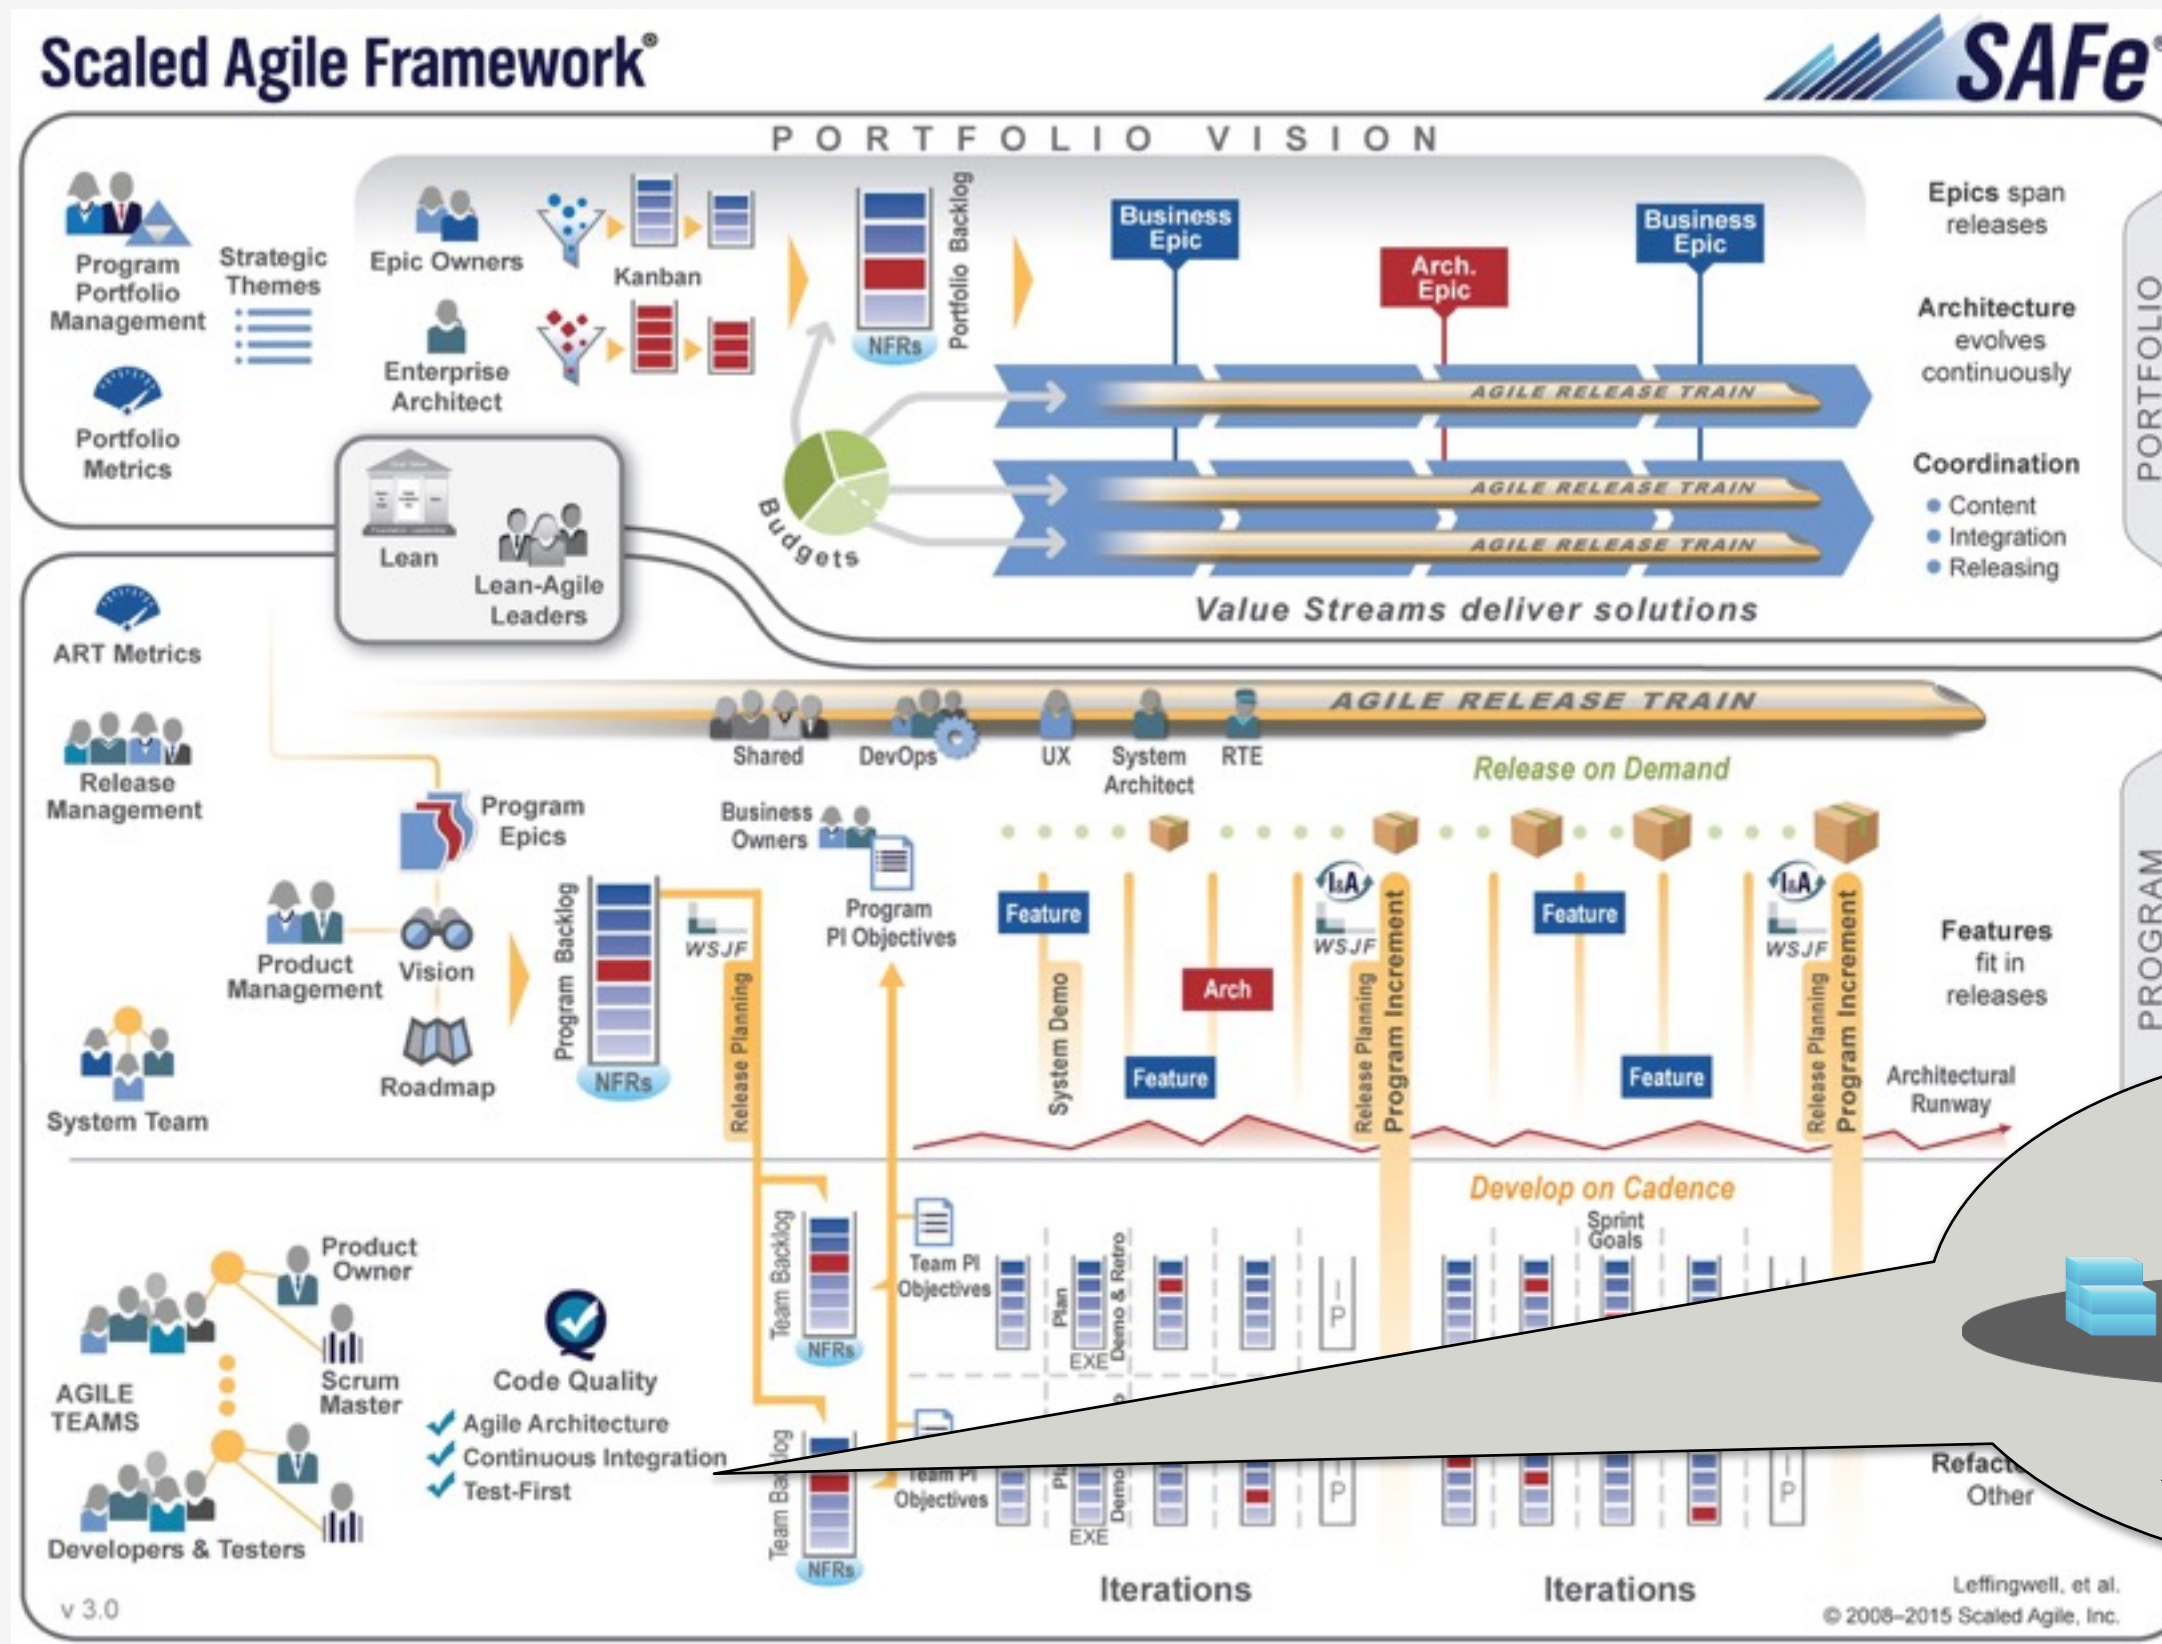 Scaled Agile Framework®
SAFe®
PORTFOLIO VISION
Program
Portfolio
Management
Strategic
Themes
Portfolio
Metrics
Epic Owners
Kanban
Enterprise
Architect
NFRs
Portfolio Backlog
Budgets
Business
Epic
Arch.
Epic
Business
Epic
AGILE RELEASE TRAIN
AGILE RELEASE TRAIN
AGILE RELEASE TRAIN
Value Streams deliver solutions
Epics span
releases
Architecture
evolves
continuously
Coordination
Content
Integration
Releasing
PORTFOLIO
Lean
Lean-Agile
Leaders
ART Metrics
Release
Management
System Team
AGILE RELEASE TRAIN
Shared
DevOps
UX
System
Architect
RTE
Release on Demand
Program
Epics
Product
Management
Vision
Roadmap
Program Backlog
NFRs
WSJF
Release Planning
Business
Owners
Program
PI Objectives
Feature
System Demo
Feature
Arch
I&A
WSJF
Release Planning
Program Increment
Feature
Feature
I&A
WSJF
Release Planning
Program Increment
Features
fit in
releases
Architectural
Runway
PROGRAM
Develop on Cadence
Sprint
Goals
AGILE
TEAMS
Product
Owner
Scrum
Master
Developers & Testers
Code Quality
Agile Architecture
Continuous Integration
Test-First
Team Backlog
NFRs
Team PI
Objectives
Plan
EXE
Demo & Retro
I
P
Team Backlog
NFRs
Team PI
Objectives
EXE
P
P
Iterations
Iterations
Other
v 3.0
Leffingwell, et al.
© 2008–2015 Scaled Agile, Inc.